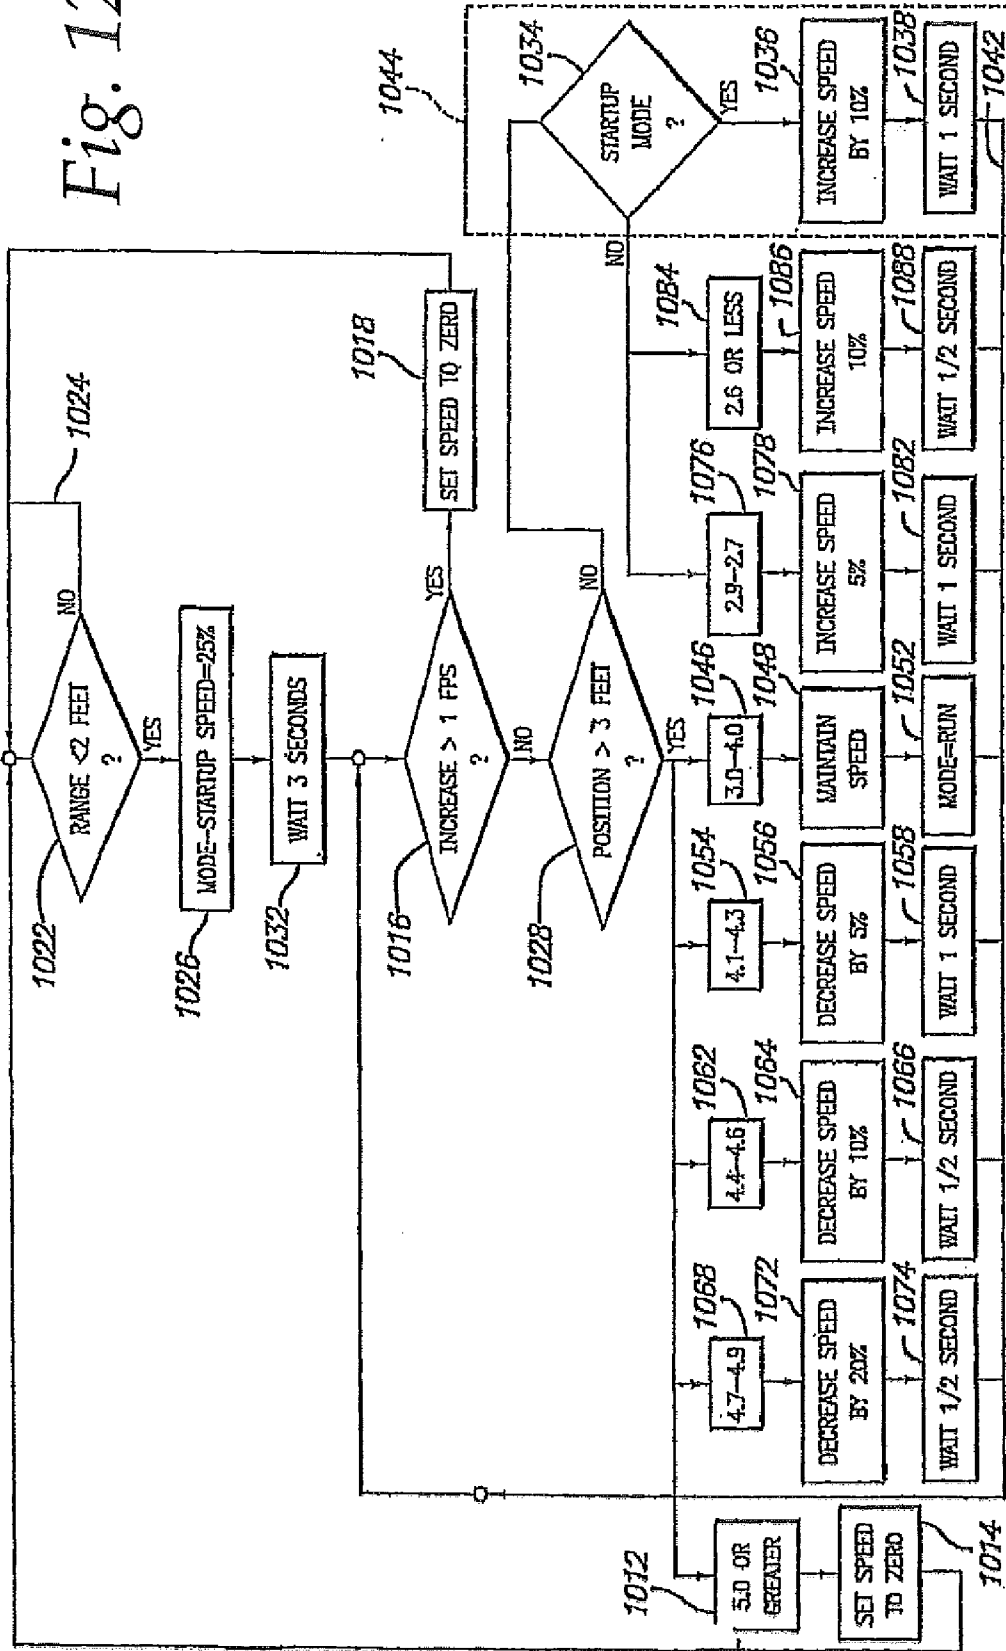 Fig. 12
1022
RANGE <2 FEET
?
NO
1024
YES
1026
MODE—STARTUP SPEED=25%
1032
WAIT 3 SECONDS
1016
INCREASE > 1 FPS
?
YES
SET SPEED TO ZERO
1018
NO
1028
POSITION > 3 FEET
?
NO
YES
1044
1034
STARTUP
MODE
?
NO
YES
1036
INCREASE SPEED
BY 10%
1038
WAIT 1 SECOND
1042
1012
5.0 OR
GREATER
SET SPEED
TO ZERO
1014
4.7—4.9
1068
DECREASE SPEED
BY 20%
1072
WAIT 1/2 SECOND
1074
4.4—4.6
1062
DECREASE SPEED
BY 10%
1064
WAIT 1/2 SECOND
1066
4.1—4.3
1054
DECREASE SPEED
BY 5%
1056
WAIT 1 SECOND
1058
3.0—4.0
1046
MAINTAIN
SPEED
1048
MODE=RUN
1052
2.9—2.7
1076
INCREASE SPEED
5%
1078
WAIT 1 SECOND
1082
2.6 OR LESS
1084
INCREASE SPEED
10%
1086
WAIT 1/2 SECOND
1088